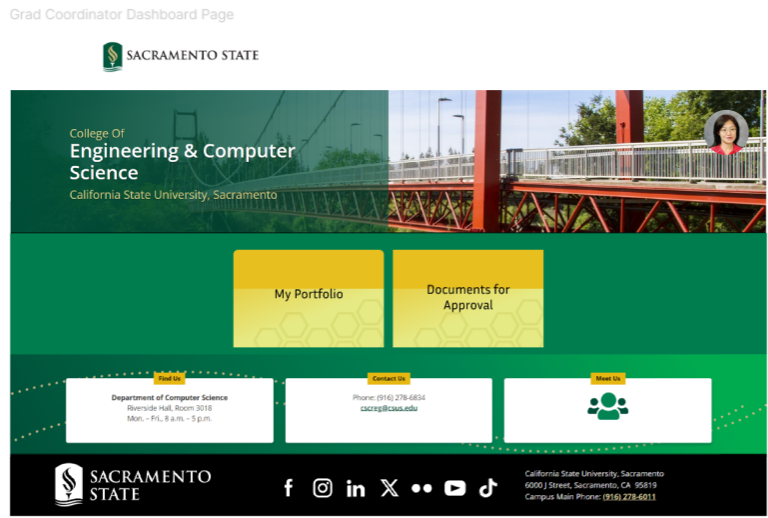 Grad Coordinator Dashboard Page
SACRAMENTO STATE
College Of
Engineering & Computer
Science
California State University, Sacramento
My Portfolio
Documents for
Approval
Find Us
Department of Computer Science
Riverside Hall, Room 3018
Mon. – Fri., 8 a.m. – 5 p.m.
Contact Us
Phone: (916) 278-6834
cscreg@csus.edu
Meet Us
SACRAMENTO
STATE
California State University, Sacramento
6000 J Street, Sacramento, CA 95819
Campus Main Phone: (916) 278-6011